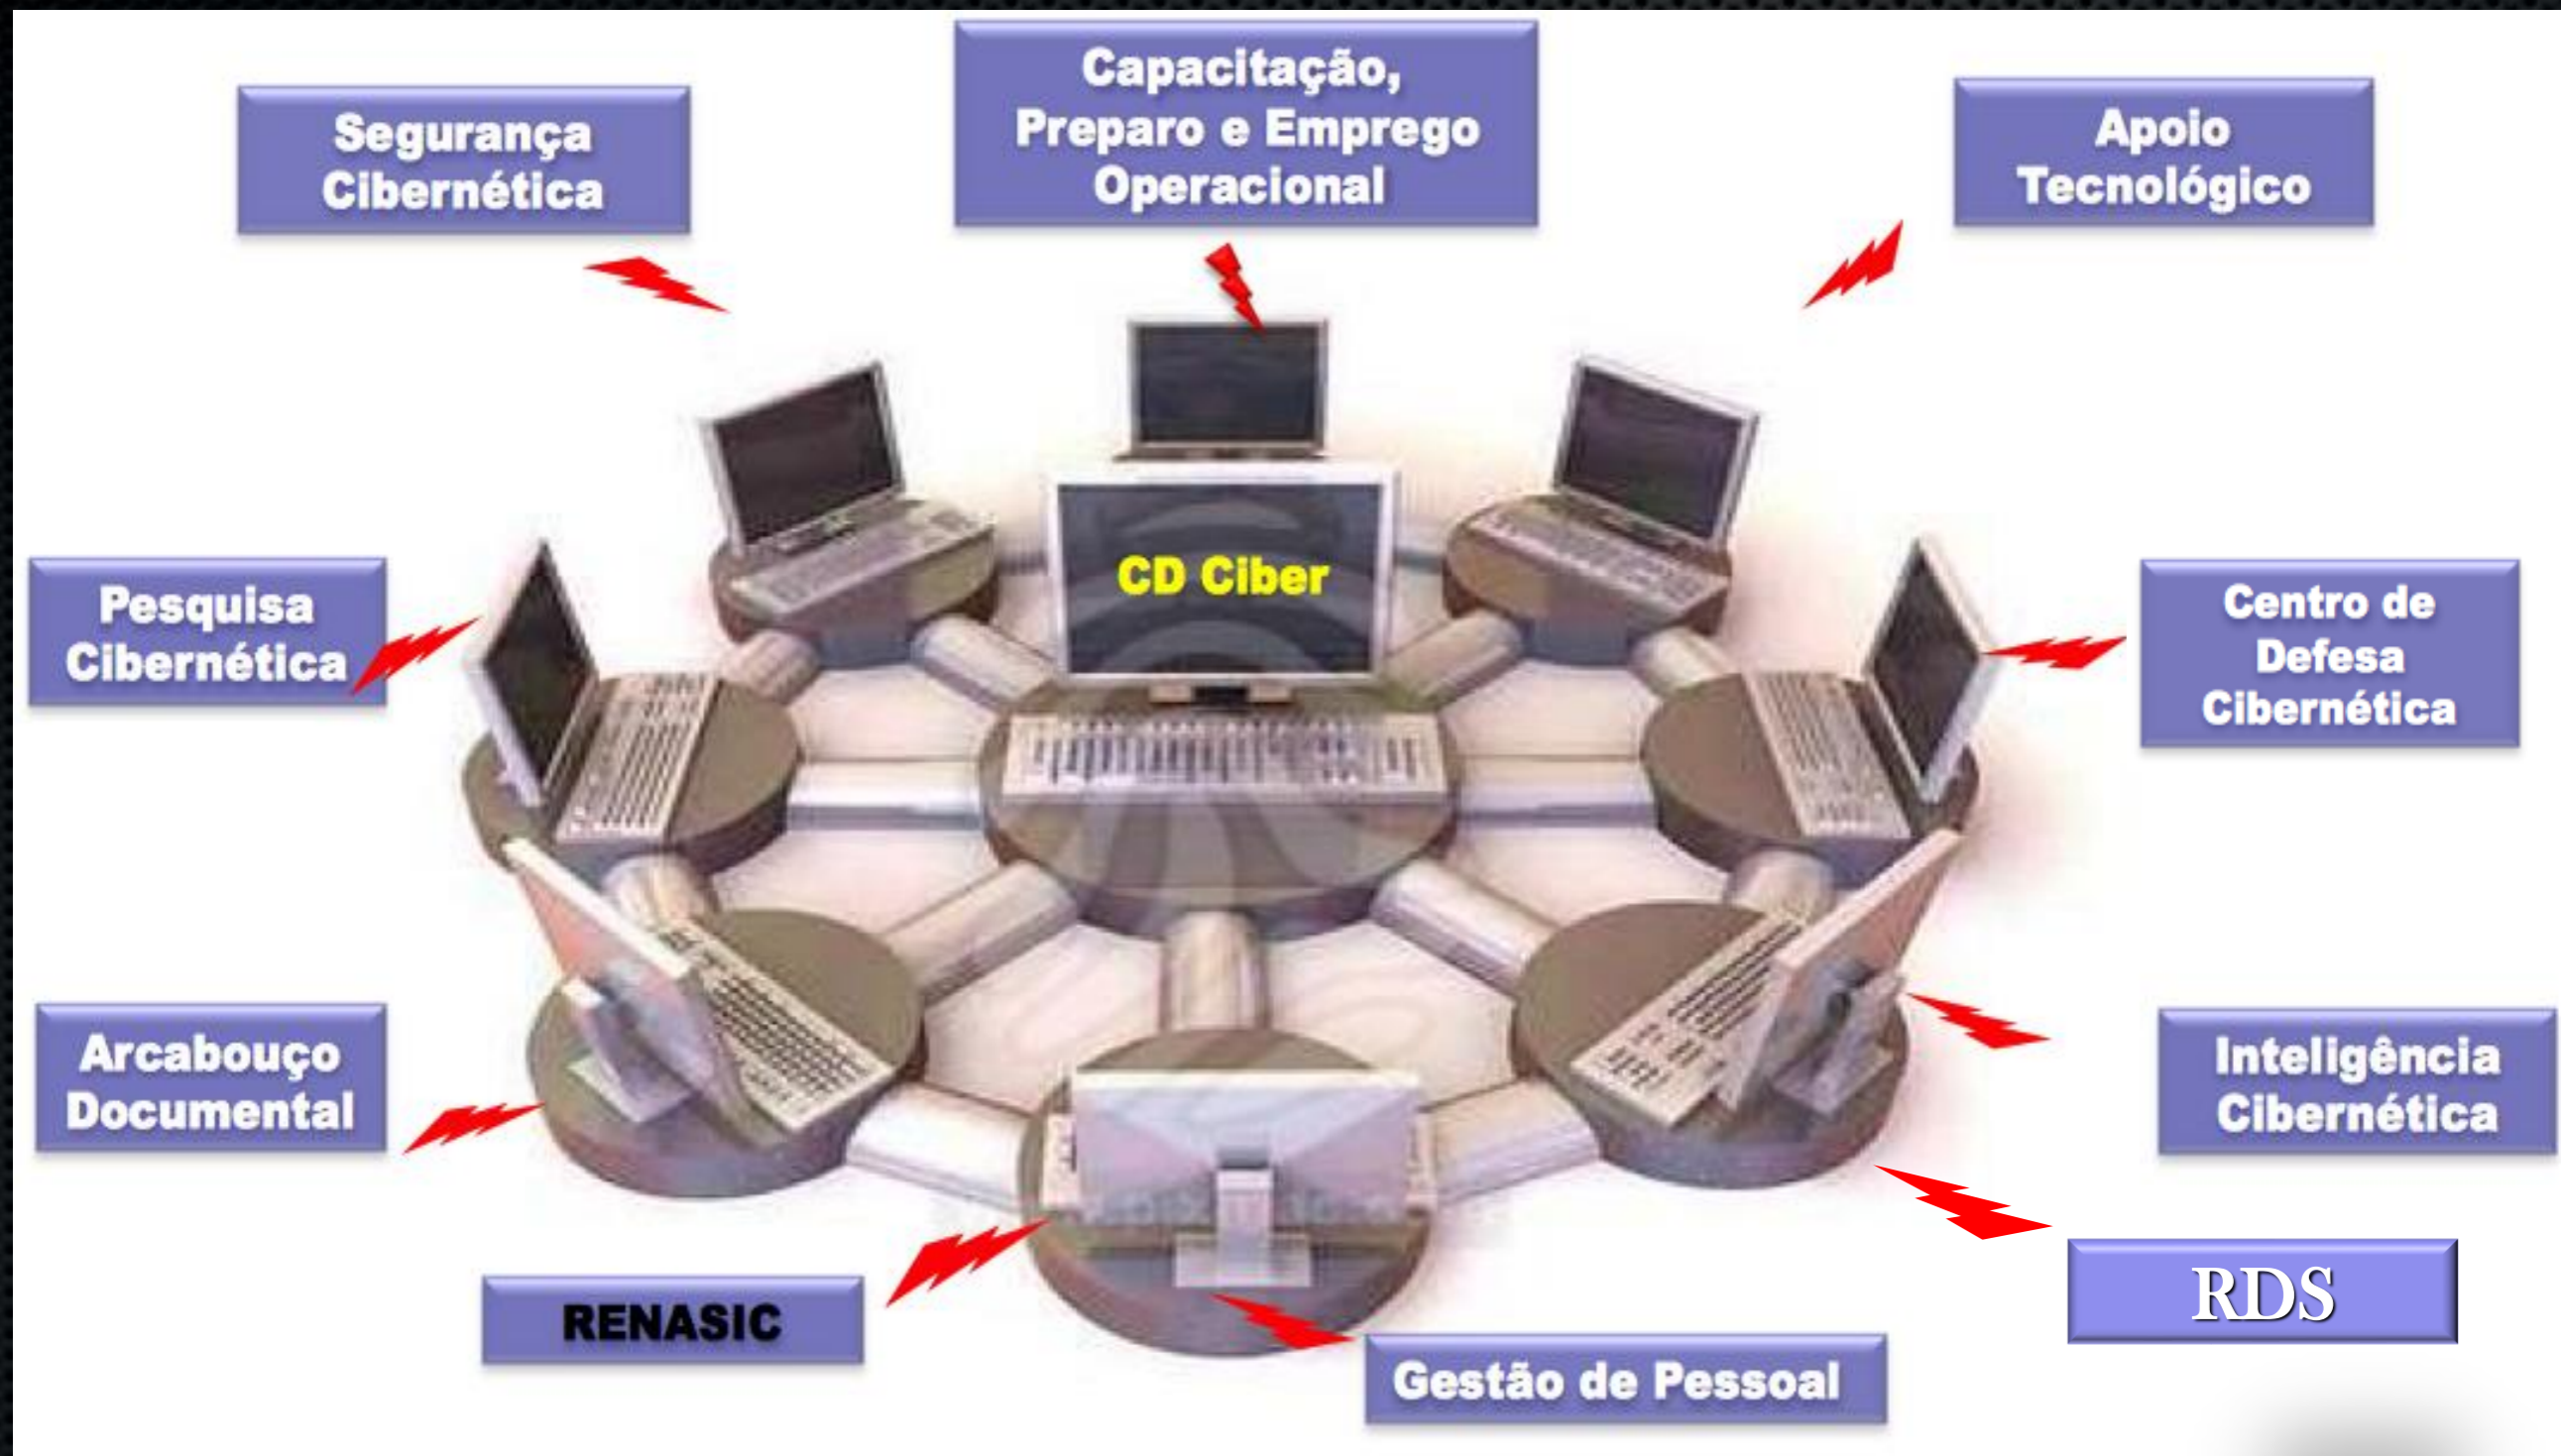 Capacitação,
Preparo e Emprego
Operacional
Segurança
Cibernética
Apoio
Tecnológico
CD Ciber
Pesquisa
Cibernética
Centro de
Defesa
Cibernética
Arcabouço
Documental
Inteligência
Cibernética
RENASIC
RDS
Gestão de Pessoal